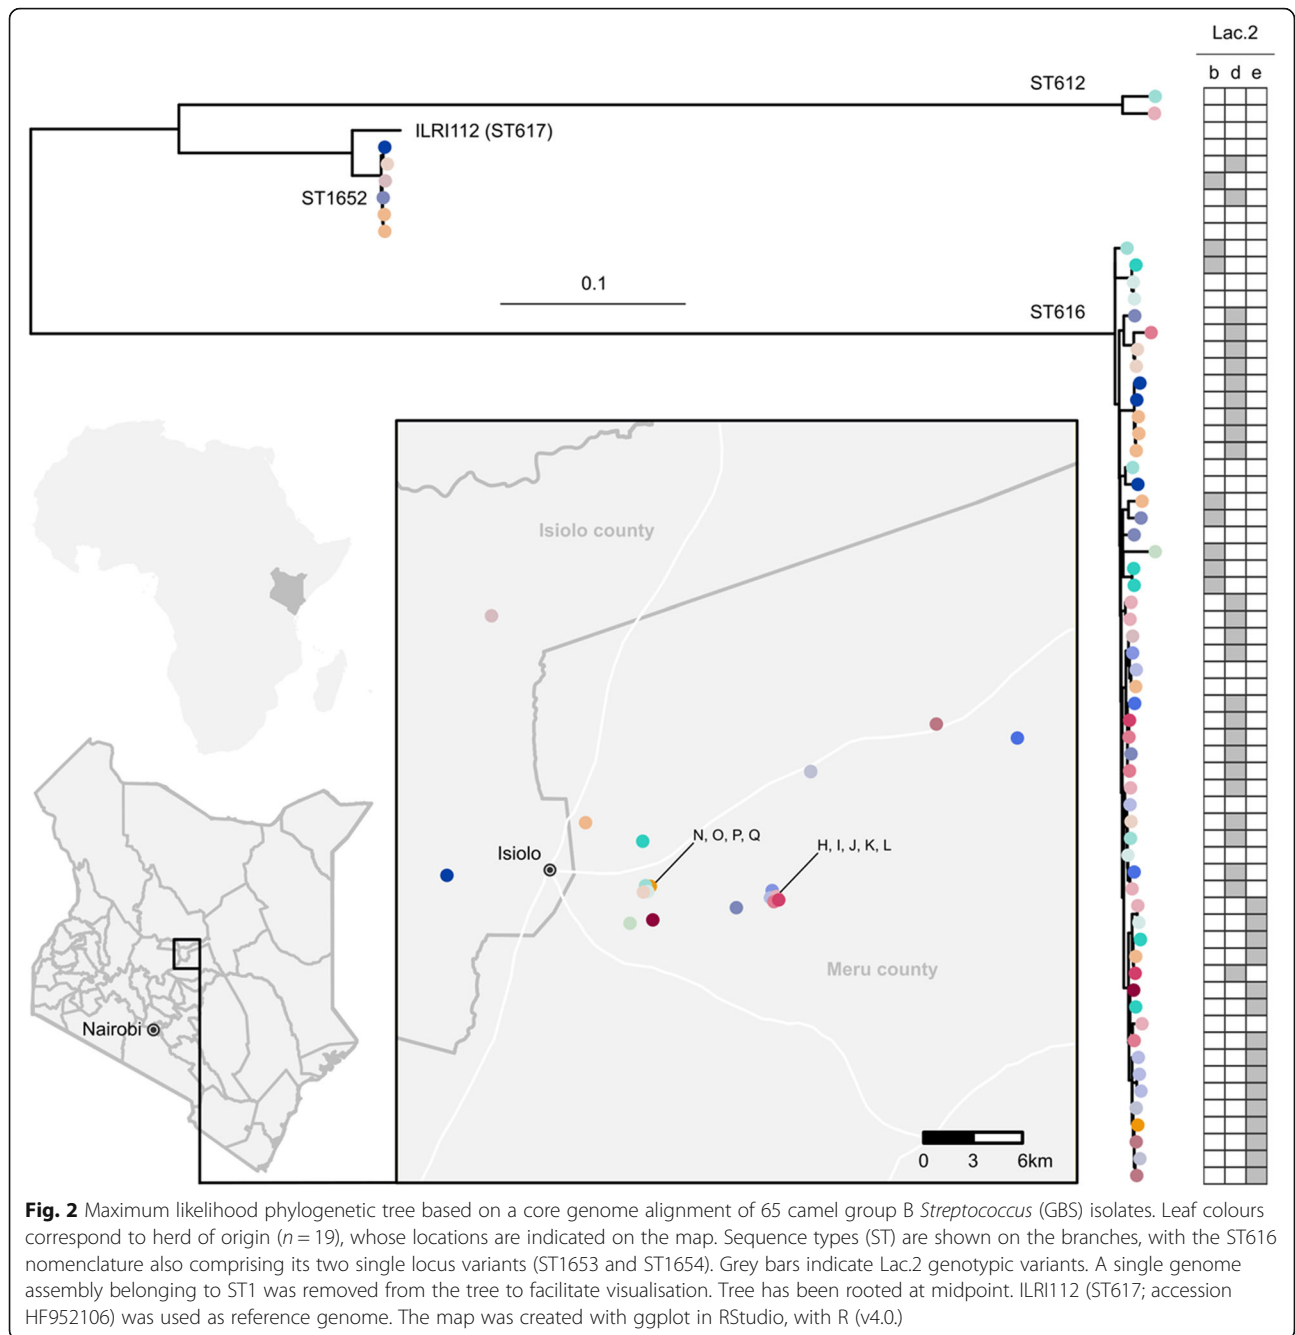 Lac.2
b d e
ST612
ILRI112 (ST617)
ST1652
0.1
ST616
Isiolo county
N, O, P, Q
H, I, J, K, L
Isiolo
Meru county
Nairobi
0 3 6km
Fig. 2 Maximum likelihood phylogenetic tree based on a core genome alignment of 65 camel group B Streptococcus (GBS) isolates. Leaf colours
correspond to herd of origin (n = 19), whose locations are indicated on the map. Sequence types (ST) are shown on the branches, with the ST616
nomenclature also comprising its two single locus variants (ST1653 and ST1654). Grey bars indicate Lac.2 genotypic variants. A single genome
assembly belonging to ST1 was removed from the tree to facilitate visualisation. Tree has been rooted at midpoint. ILRI112 (ST617; accession
HF952106) was used as reference genome. The map was created with ggplot in RStudio, with R (v4.0.)